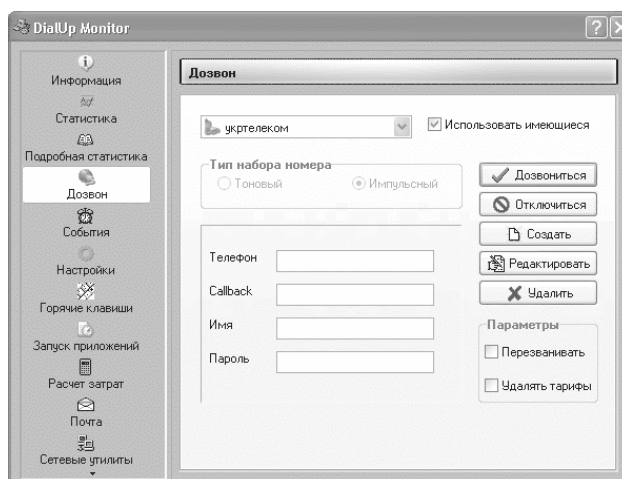 DialUp Monitor
Информация
Статистика
Подробная статистика
Дозвон
События
Настройки
Горячие клавиши
Запуск приложений
Расчет затрат
Почта
Сетевые утилиты
Дозвон
укртелеком
Использовать имеющиеся
Тип набора номера
Тоновый
Импульсный
Телефон
Callback
Имя
Пароль
Дозвониться
Отключиться
Создать
Редактировать
Удалить
Параметры
Перезванивать
Удалять тарифы